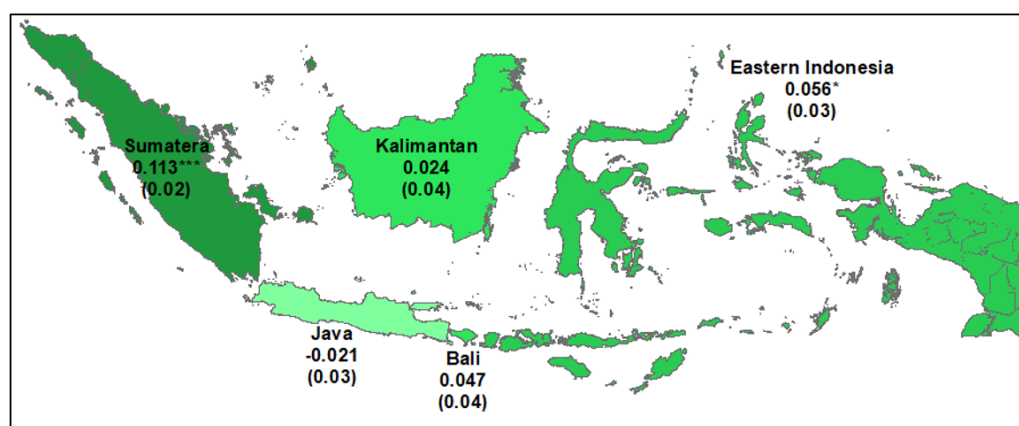 Eastern Indonesia
0.056*
(0.03)
Sumatera
0.113***
(0.02)
Kalimantan
0.024
(0.04)
Java
-0.021
(0.03)
Bali
0.047
(0.04)